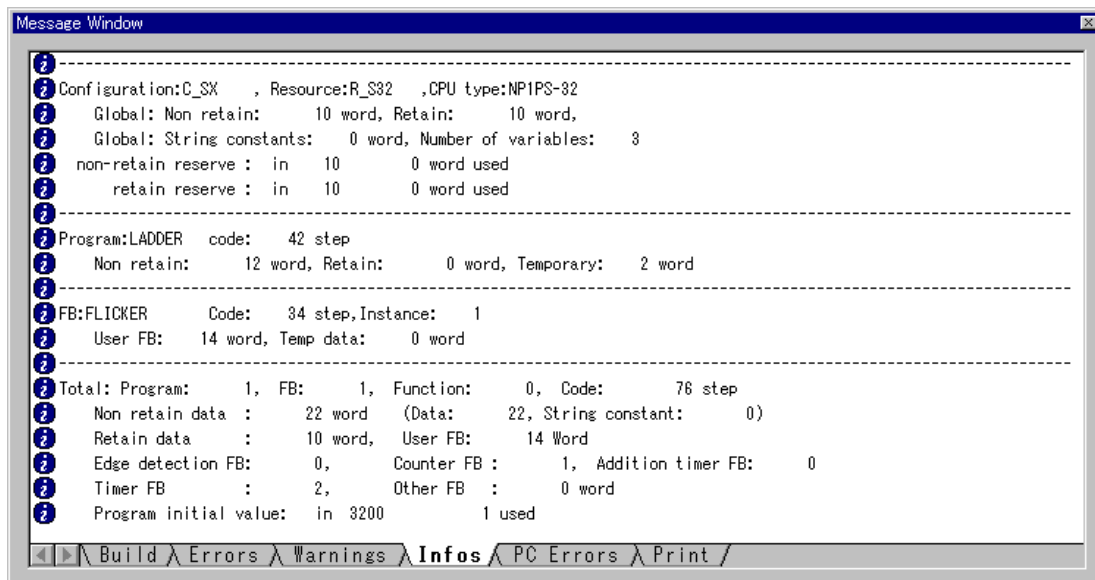 Message Window
--------------------------------------------------------------------------------
Configuration:C_SX , Resource:R_S32 ,CPU type:NP1PS-32
Global: Non retain: 10 word, Retain: 10 word,
Global: String constants: 0 word, Number of variables: 3
non-retain reserve : in 10 0 word used
retain reserve : in 10 0 word used
--------------------------------------------------------------------------------
Program:LADDER code: 42 step
Non retain: 12 word, Retain: 0 word, Temporary: 2 word
--------------------------------------------------------------------------------
FB:FLICKER Code: 34 step,Instance: 1
User FB: 14 word, Temp data: 0 word
--------------------------------------------------------------------------------
Total: Program: 1, FB: 1, Function: 0, Code: 76 step
Non retain data : 22 word (Data: 22, String constant: 0)
Retain data : 10 word, User FB: 14 Word
Edge detection FB: 0, Counter FB : 1, Addition timer FB: 0
Timer FB : 2, Other FB : 0 word
Program initial value: in 3200 1 used
Build Errors Warnings Infos PC Errors Print